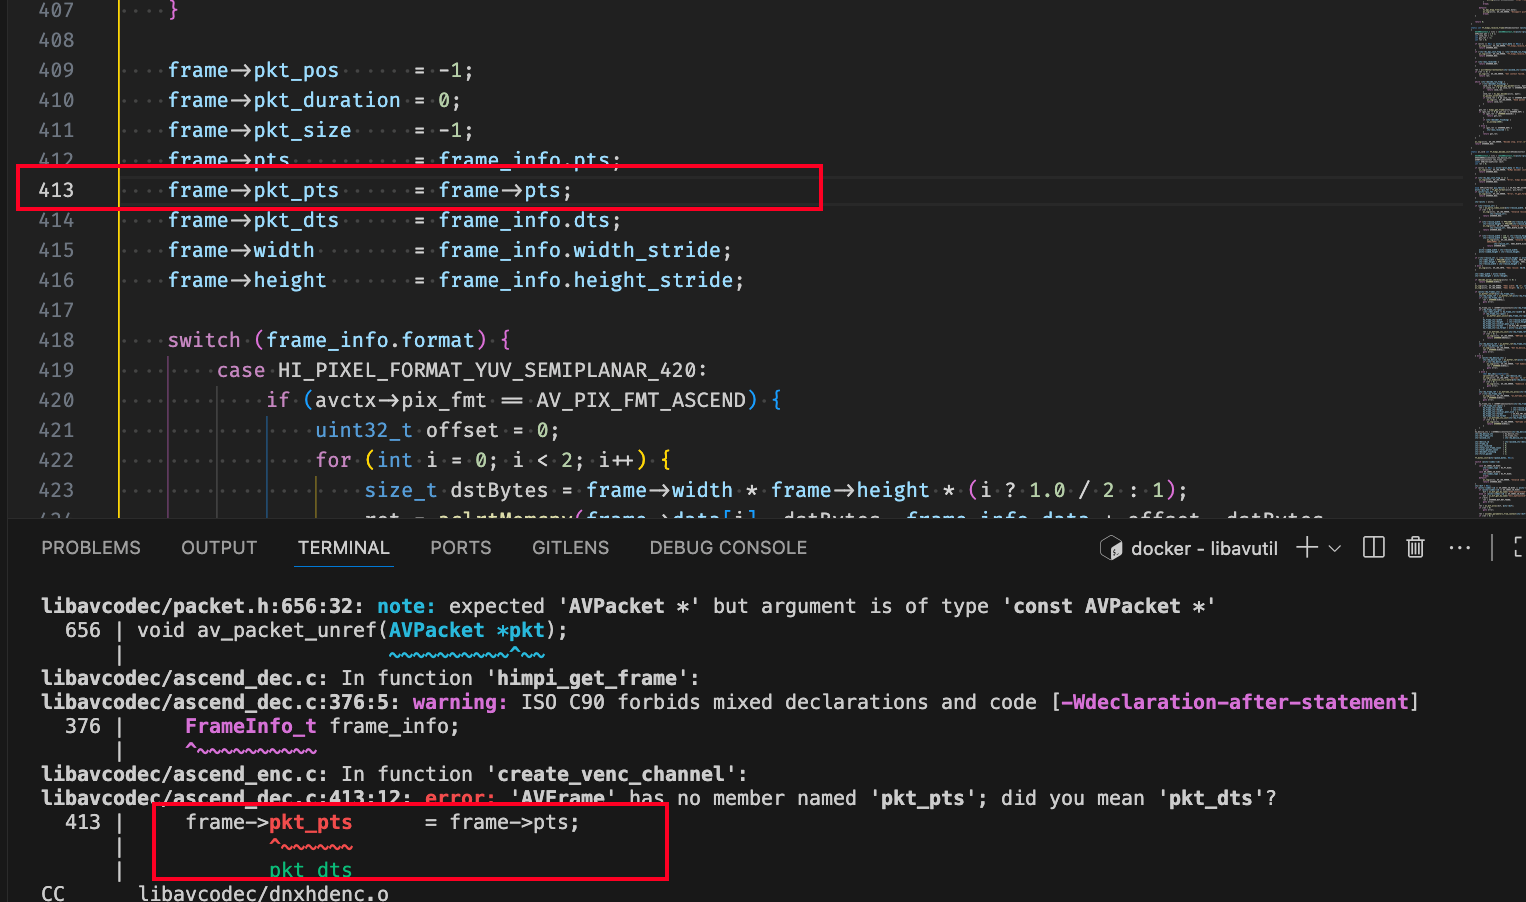 407 }
408
409 frame->pkt_pos = -1;
410 frame->pkt_duration = 0;
411 frame->pkt_size = -1;
412 frame->pts = frame_info.pts;
413 frame->pkt_pts = frame->pts;
414 frame->pkt_dts = frame_info.dts;
415 frame->width = frame_info.width_stride;
416 frame->height = frame_info.height_stride;
417
418 switch (frame_info.format) {
419 case HI_PIXEL_FORMAT_YUV_SEMIPLANAR_420:
420 if (avctx->pix_fmt == AV_PIX_FMT_ASCEND) {
421 uint32_t offset = 0;
422 for (int i = 0; i < 2; i++) {
423 size_t dstBytes = frame->width * frame->height * (i ? 1.0 / 2 : 1);
PROBLEMS OUTPUT TERMINAL PORTS GITLENS DEBUG CONSOLE docker - libavutil
libavcodec/packet.h:656:32: note: expected 'AVPacket *' but argument is of type 'const AVPacket *'
656 | void av_packet_unref(AVPacket *pkt);
| ~~~~~~~~~~^~~
libavcodec/ascend_dec.c: In function 'himpi_get_frame':
libavcodec/ascend_dec.c:376:5: warning: ISO C90 forbids mixed declarations and code [-Wdeclaration-after-statement]
376 | FrameInfo_t frame_info;
| ^~~~~~~~~~~
libavcodec/ascend_enc.c: In function 'create_venc_channel':
libavcodec/ascend_dec.c:413:12: error: 'AVFrame' has no member named 'pkt_pts'; did you mean 'pkt_dts'?
413 | frame->pkt_pts = frame->pts;
| ^~~~~~~
| pkt_dts
CC libavcodec/dnxhdenc.o